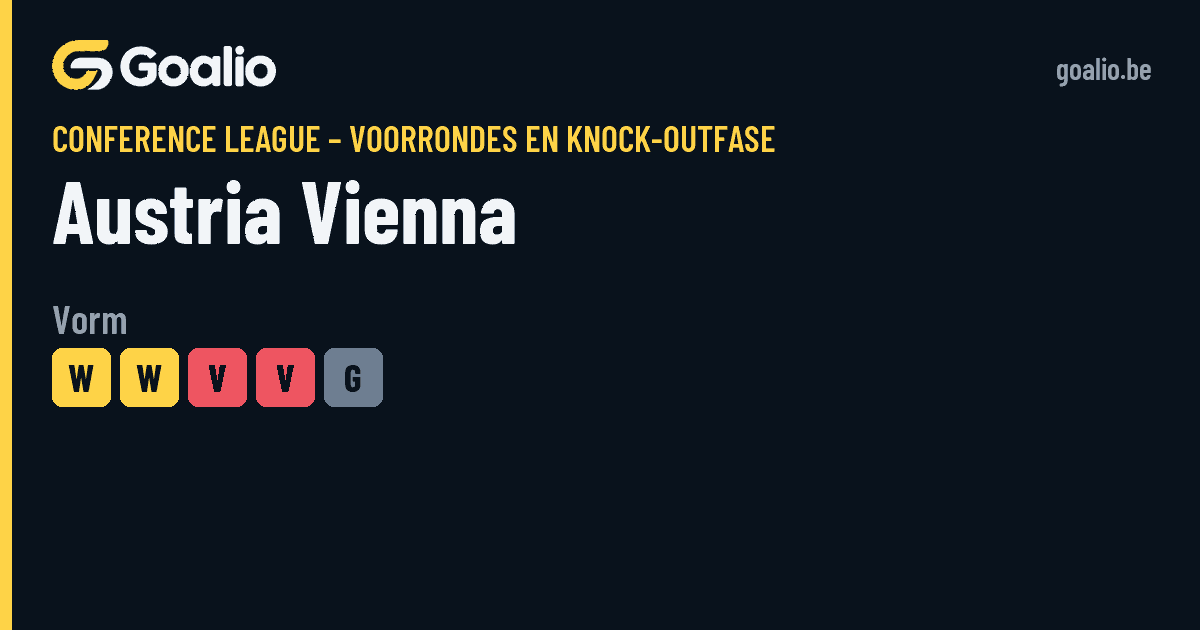 Goalio
goalio.be
CONFERENCE LEAGUE – VOORRONDES EN KNOCK-OUTFASE
Austria Vienna
Vorm
W W V V G